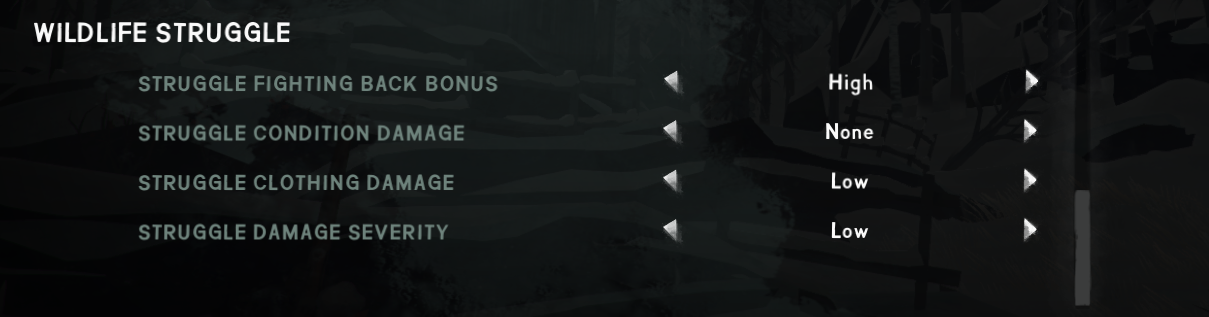 WILDLIFE STRUGGLE
STRUGGLE FIGHTING BACK BONUS High
STRUGGLE CONDITION DAMAGE None
STRUGGLE CLOTHING DAMAGE Low
STRUGGLE DAMAGE SEVERITY Low